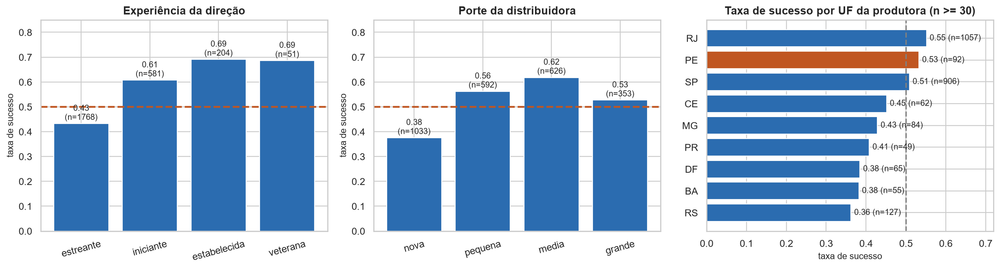 Experiência da direção
taxa de sucesso
0.8
0.7
0.6
0.5
0.4
0.3
0.2
0.1
0.0
0.43
(n=1768)
0.61
(n=581)
0.69
(n=204)
0.69
(n=51)
estreante
iniciante
estabelecida
veterana
Porte da distribuidora
taxa de sucesso
0.8
0.7
0.6
0.5
0.4
0.3
0.2
0.1
0.0
0.38
(n=1033)
0.56
(n=592)
0.62
(n=626)
0.53
(n=353)
nova
pequena
media
grande
Taxa de sucesso por UF da produtora (n >= 30)
RJ 0.55 (n=1057)
PE 0.53 (n=92)
SP 0.51 (n=906)
CE 0.45 (n=62)
MG 0.43 (n=84)
PR 0.41 (n=49)
DF 0.38 (n=65)
BA 0.38 (n=55)
RS 0.36 (n=127)
0.0 0.1 0.2 0.3 0.4 0.5 0.6 0.7
taxa de sucesso